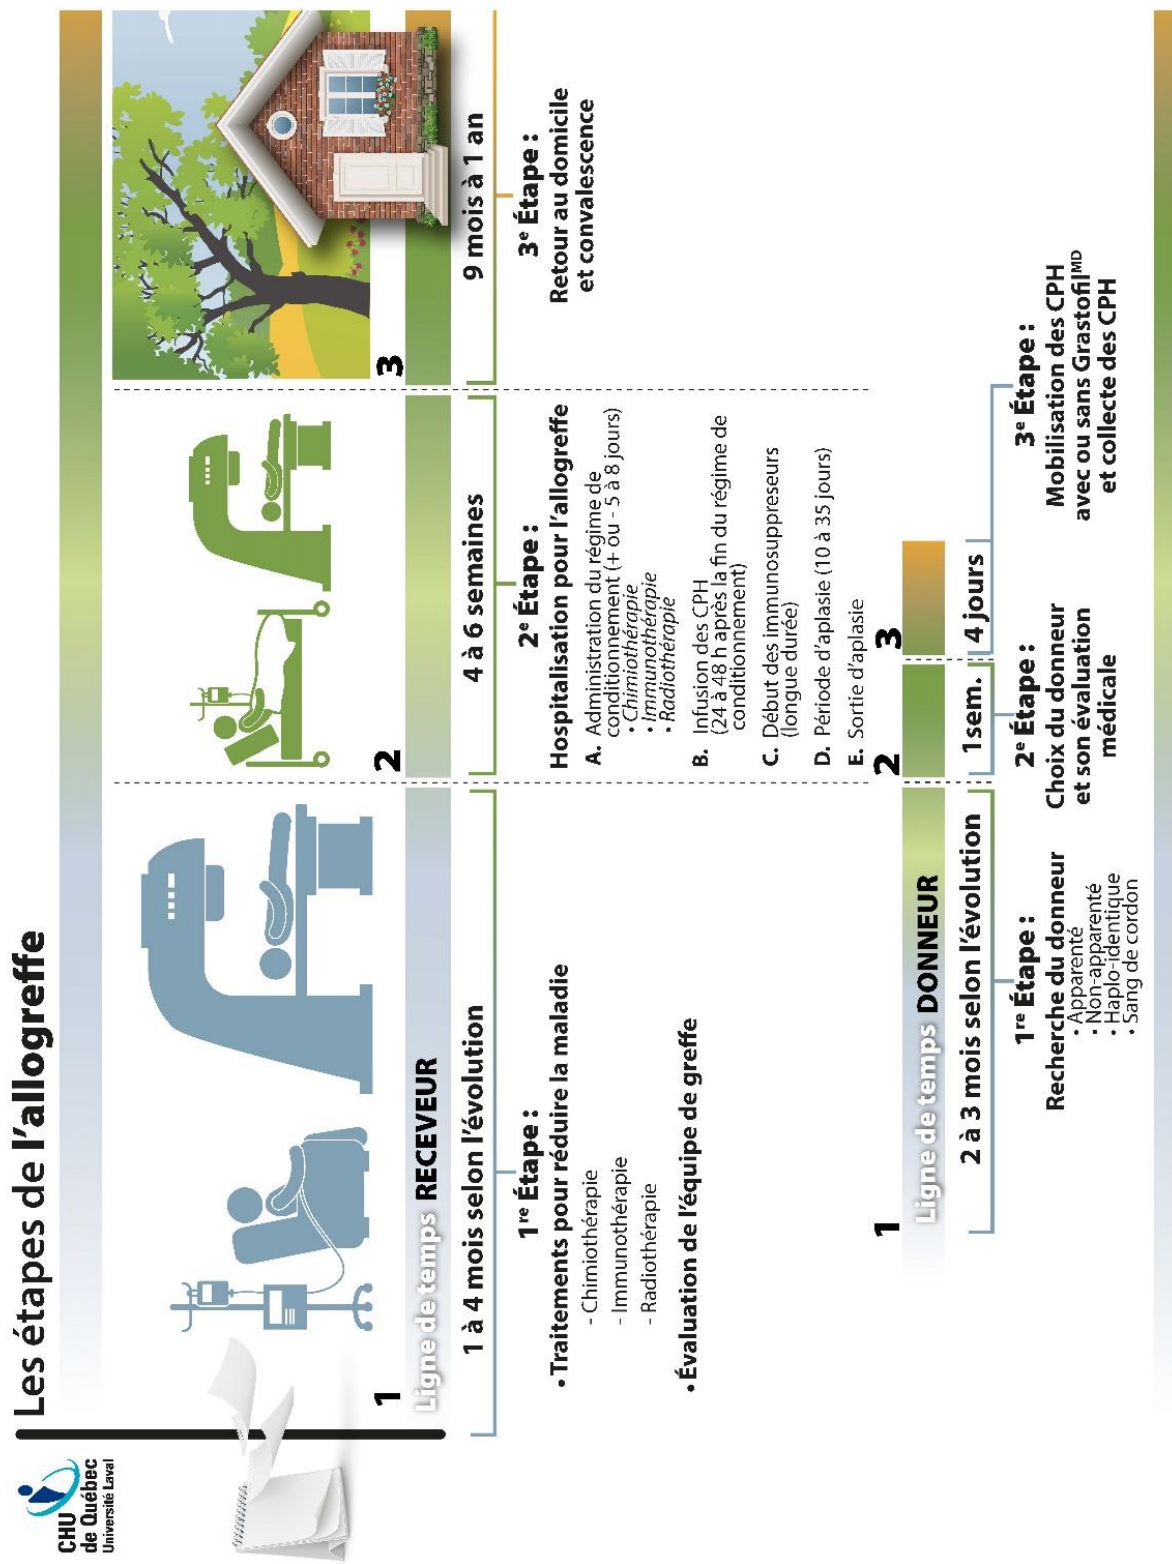 CHU
de Québec
Université Laval
Les étapes de l'allogreffe
1
Ligne de temps RECEVEUR
1 à 4 mois selon l'évolution
1re Étape :
•Traitements pour réduire la maladie
- Chimiothérapie
- Immunothérapie
- Radiothérapie
•Évaluation de l'équipe de greffe
2
4 à 6 semaines
2e Étape :
Hospitalisation pour l'allogreffe
A. Administration du régime de
conditionnement (+ ou - 5 à 8 jours)
• Chimiothérapie
• Immunothérapie
• Radiothérapie
B. Infusion des CPH
(24 à 48 h après la fin du régime de
conditionnement)
C. Début des immunosuppreseurs
(longue durée)
D. Période d'aplasie (10 à 35 jours)
E. Sortie d'aplasie
3
9 mois à 1 an
3e Étape :
Retour au domicile
et convalescence
1
Ligne de temps DONNEUR
2 à 3 mois selon l'évolution
1re Étape :
Recherche du donneur
• Apparenté
• Non-apparenté
• Haplo-identique
• Sang de cordon
2
1 sem.
2e Étape :
Choix du donneur
et son évaluation
médicale
3
4 jours
3e Étape :
Mobilisation des CPH
avec ou sans GrastofilMD
et collecte des CPH